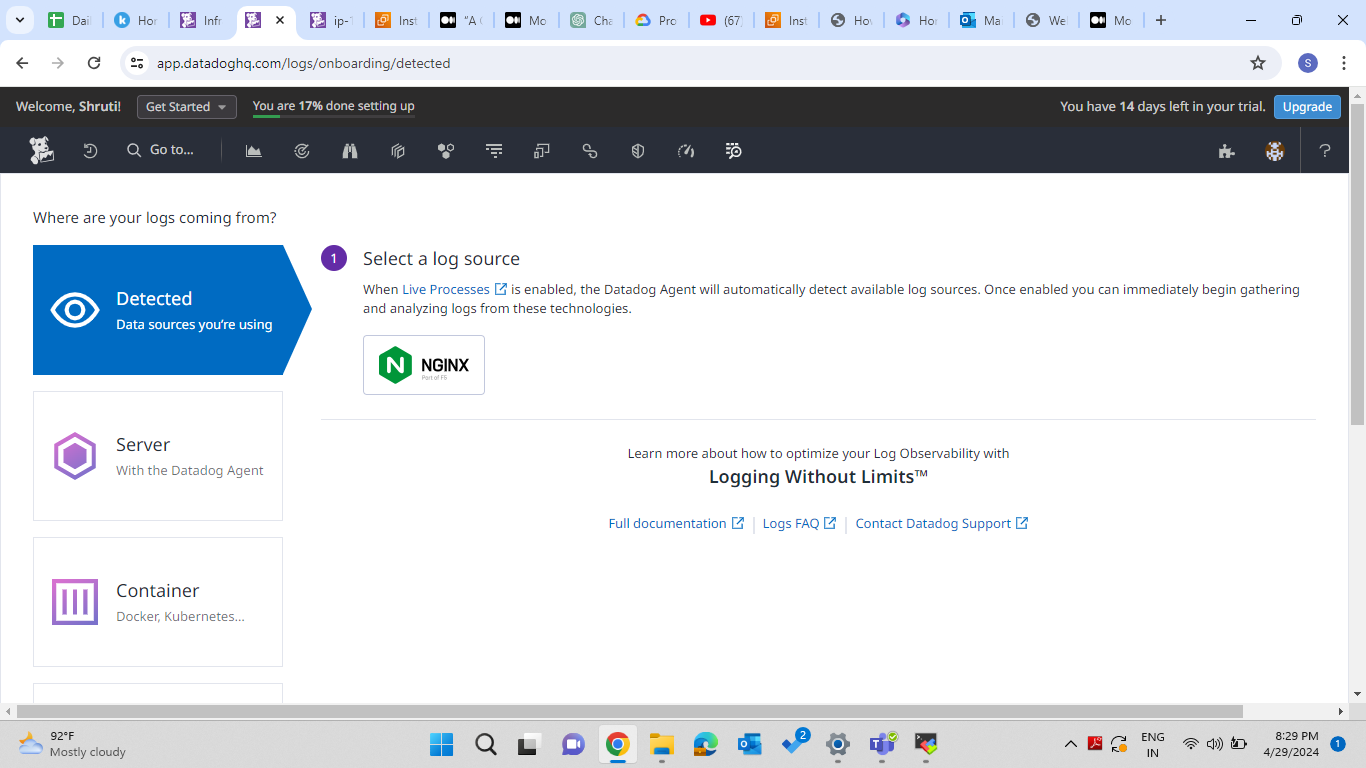 Dail
Hor
Infr
ip-1
Inst
"A C
Mo
Cha
Pro
(67)
Inst
Hov
Hor
Mai
We
Mo
app.datadoghq.com/logs/onboarding/detected
S
Welcome, Shruti!
Get Started
You are 17% done setting up
You have 14 days left in your trial.
Upgrade
Go to...
?
Where are your logs coming from?
Detected
Data sources you're using
Server
With the Datadog Agent
Container
Docker, Kubernetes...
1
Select a log source
When Live Processes is enabled, the Datadog Agent will automatically detect available log sources. Once enabled you can immediately begin gathering
and analyzing logs from these technologies.
N
NGINX
Part of F5
Learn more about how to optimize your Log Observability with
Logging Without Limits™
Full documentation
Logs FAQ
Contact Datadog Support
92°F
Mostly cloudy
2
ENG
IN
8:29 PM
4/29/2024
1